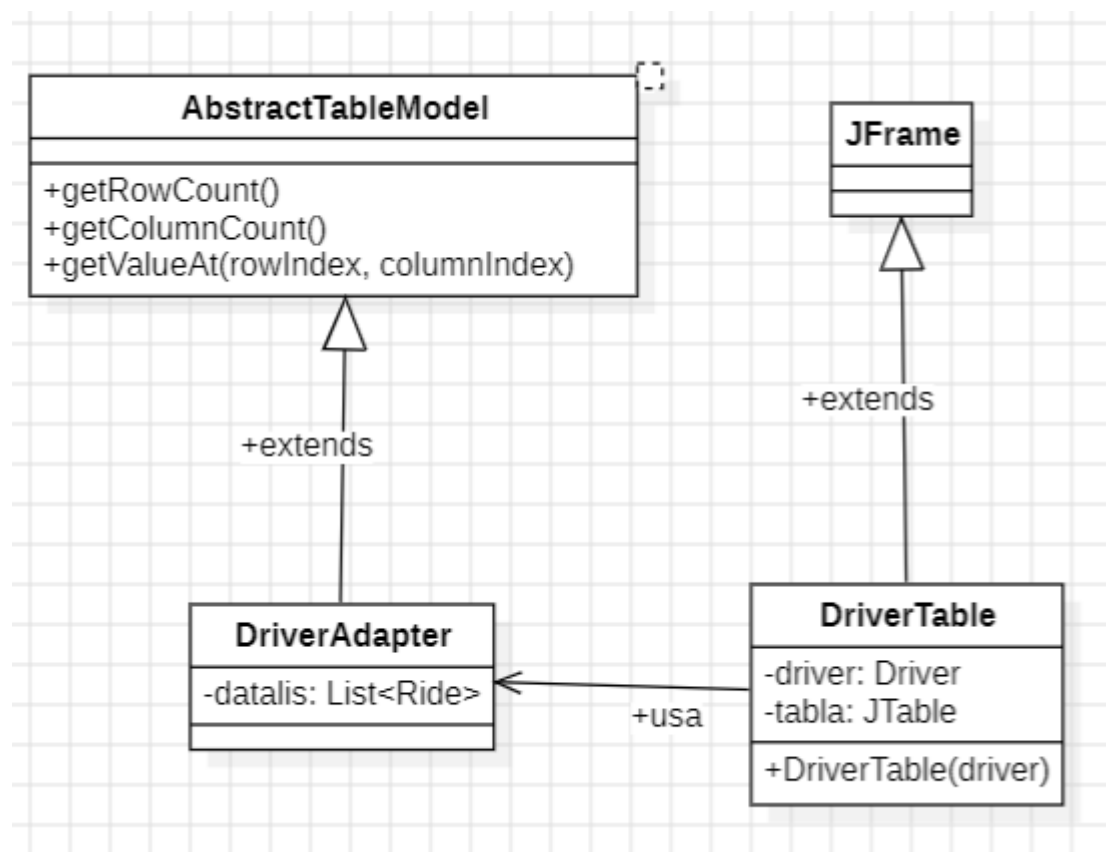 AbstractTableModel
+getRowCount()
+getColumnCount()
+getValueAt(rowIndex, columnIndex)
JFrame
+extends
+extends
DriverAdapter
-datalis: List<Ride>
+usa
DriverTable
-driver: Driver
-tabla: JTable
+DriverTable(driver)